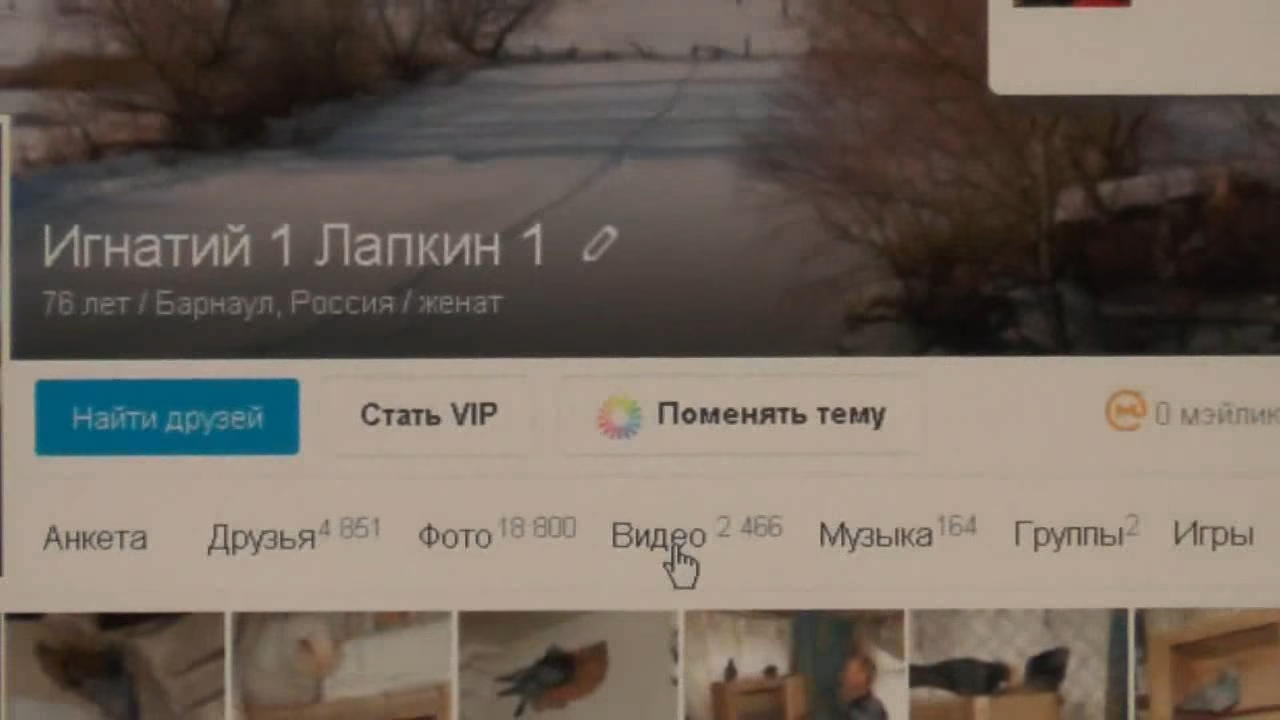 Игнатий 1 Лапкин 1
76 лет / Барнаул, Россия / женат
Найти друзей Стать VIP Поменять тему 0 мэйлик
Анкета Друзья 4 851 Фото 18 800 Видео 2 466 Музыка 164 Группы 2 Игры